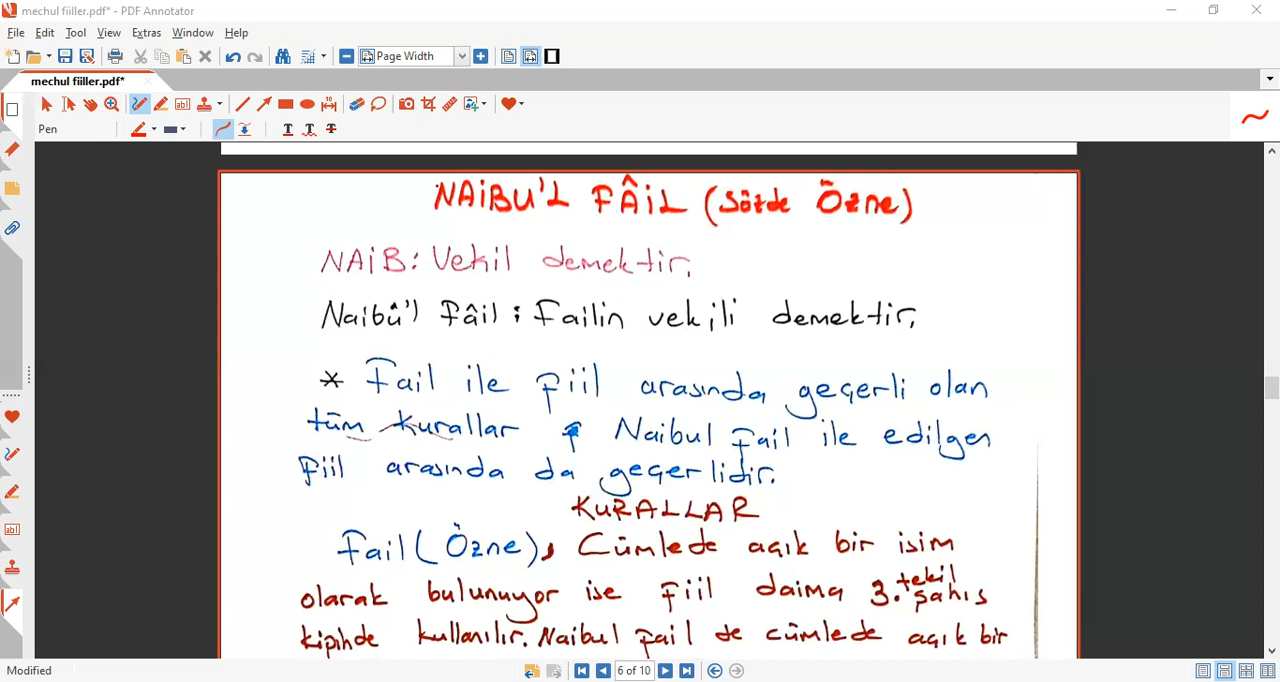 mechul fiiller.pdf* - PDF Annotator
File Edit Tool View Extras Window Help
Page Width
mechul fiiller.pdf*
Pen
NAİBU'L FÂİL (Sözde Özne)
NAİB: Vekil demektir.
Naibû'l Fâil : Failin vekili demektir.
* Fail ile Fiil arasında geçerli olan
tüm kurallar Naibul Fail ile edilgen
Fiil arasında da geçerlidir.
KURALLAR
Fail (Özne), Cümlede açık bir isim
olarak bulunuyor ise Fiil daima 3. tekil şahıs
kipinde kullanılır. Naibul Fail de cümlede açık bir
Modified
6 of 10